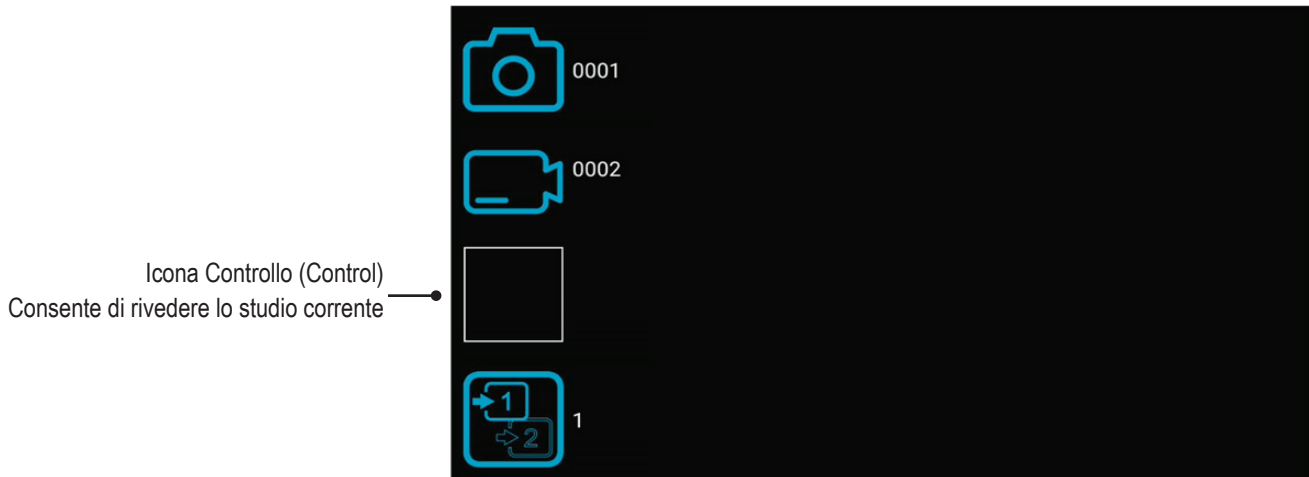 0001
0002
Icona Controllo (Control)
Consente di rivedere lo studio corrente
1
2
1